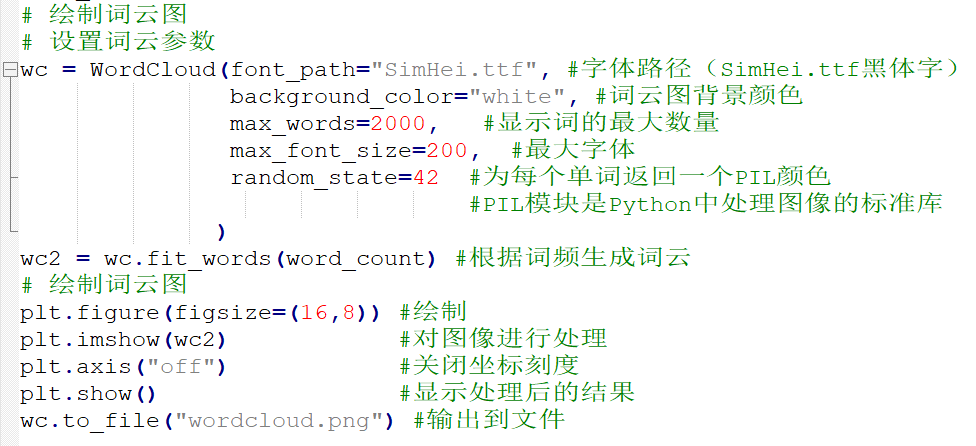 # 绘制词云图
# 设置词云参数
wc = WordCloud(font_path="SimHei.ttf", #字体路径（SimHei.ttf黑体字）
background_color="white", #词云图背景颜色
max_words=2000, #显示词的最大数量
max_font_size=200, #最大字体
random_state=42 #为每个单词返回一个PIL颜色
#PIL模块是Python中处理图像的标准库
)
wc2 = wc.fit_words(word_count) #根据词频生成词云
# 绘制词云图
plt.figure(figsize=(16,8)) #绘制
plt.imshow(wc2) #对图像进行处理
plt.axis("off") #关闭坐标刻度
plt.show() #显示处理后的结果
wc.to_file("wordcloud.png") #输出到文件